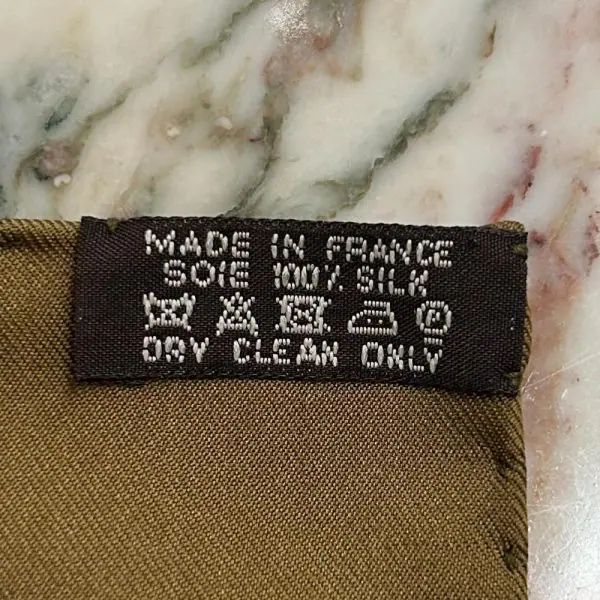 MADE IN FRANCE
SOIE 100% SILK
P
DRY CLEAN ONLY